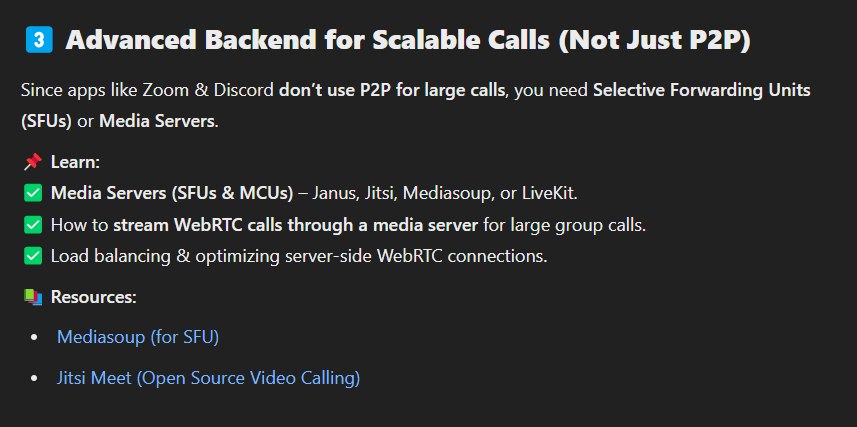 3 Advanced Backend for Scalable Calls (Not Just P2P)
Since apps like Zoom & Discord don’t use P2P for large calls, you need Selective Forwarding Units
(SFUs) or Media Servers.
📌 Learn:
✅ Media Servers (SFUs & MCUs) – Janus, Jitsi, Mediasoup, or LiveKit.
✅ How to stream WebRTC calls through a media server for large group calls.
✅ Load balancing & optimizing server-side WebRTC connections.
📚 Resources:
• Mediasoup (for SFU)
• Jitsi Meet (Open Source Video Calling)